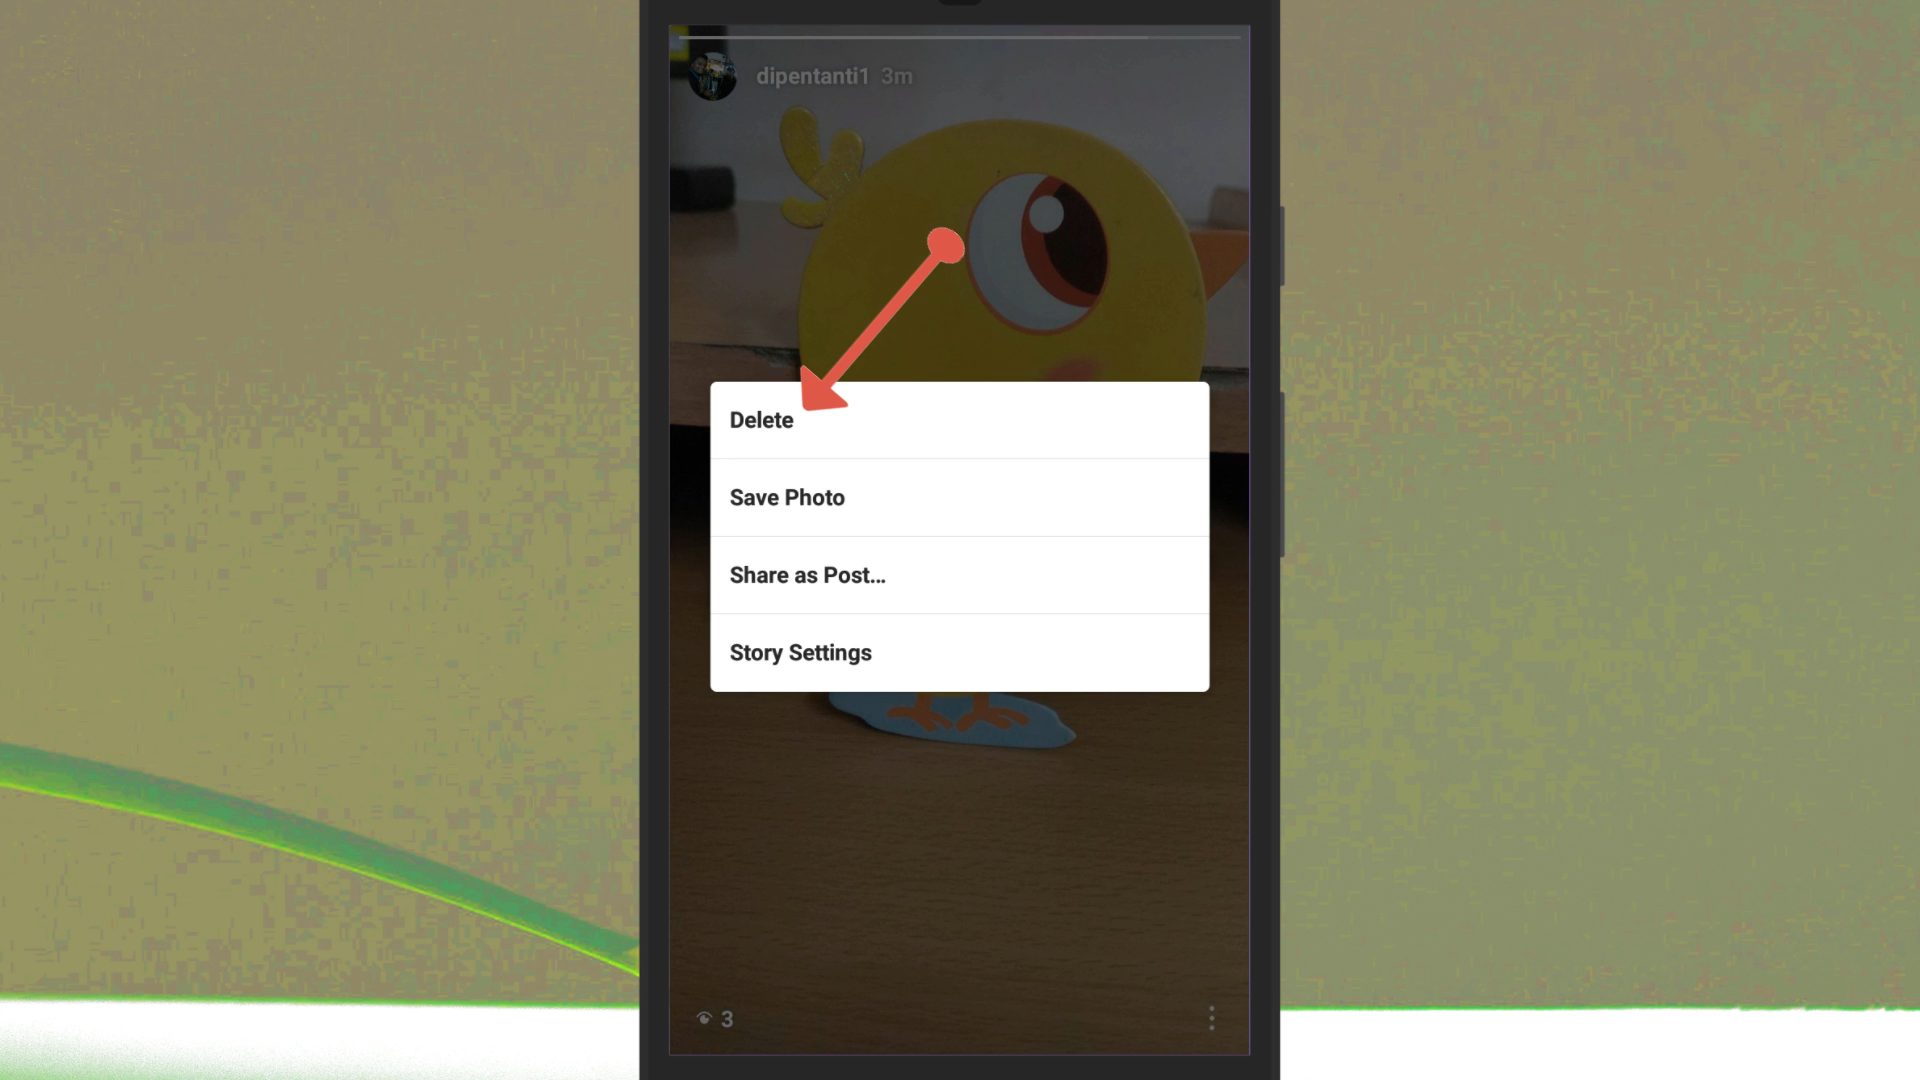 dipentanti1 3m
Delete
Save Photo
Share as Post...
Story Settings
3